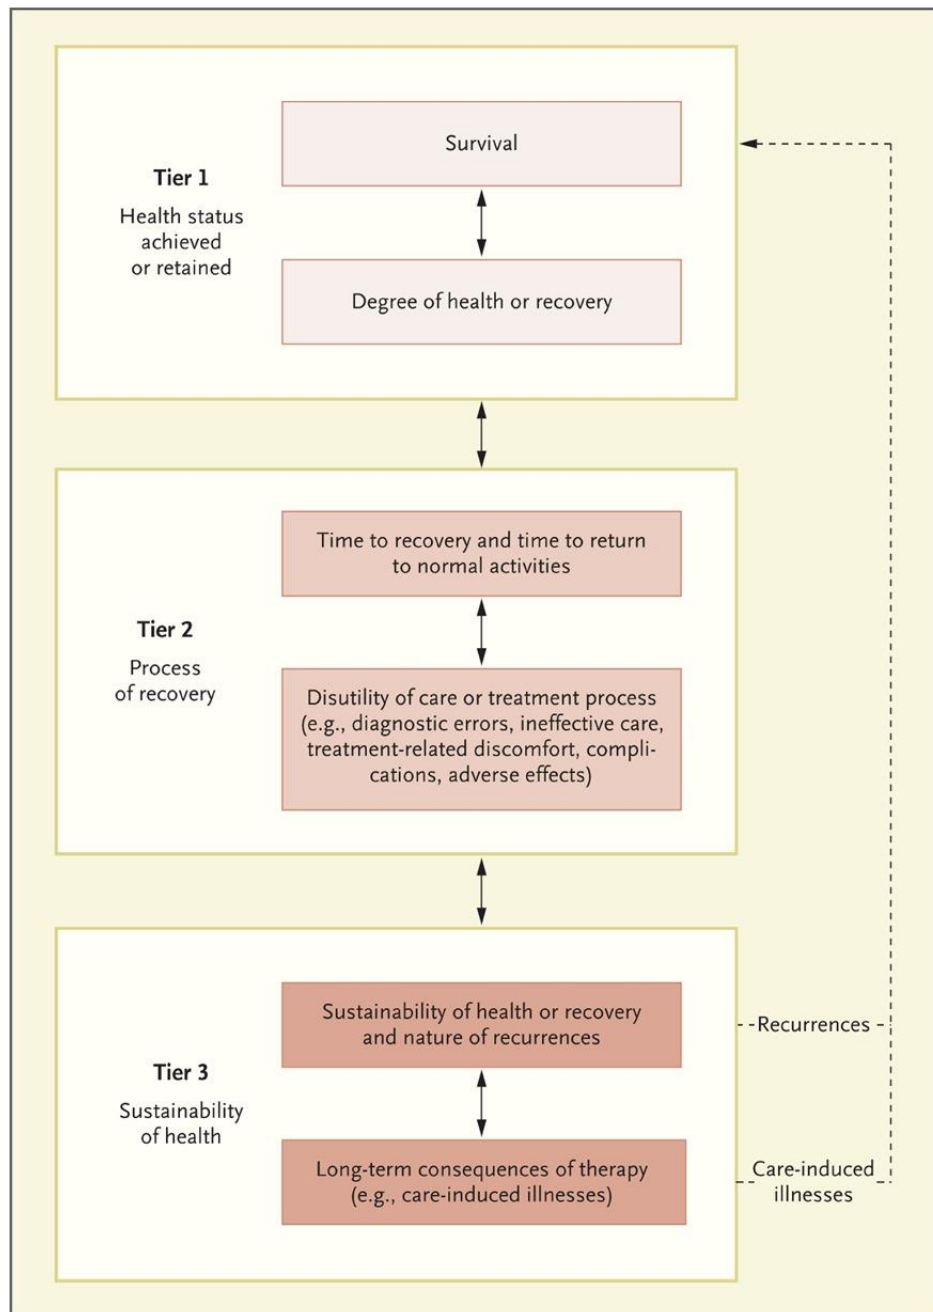 Survival
Tier 1
Health status
achieved
or retained
Degree of health or recovery
Time to recovery and time to return
to normal activities
Tier 2
Process
of recovery
Disutility of care or treatment process
(e.g., diagnostic errors, ineffective care,
treatment-related discomfort, compli-
cations, adverse effects)
Sustainability of health or recovery
and nature of recurrences
Recurrences
Tier 3
Sustainability
of health
Long-term consequences of therapy
(e.g., care-induced illnesses)
Care-induced
illnesses